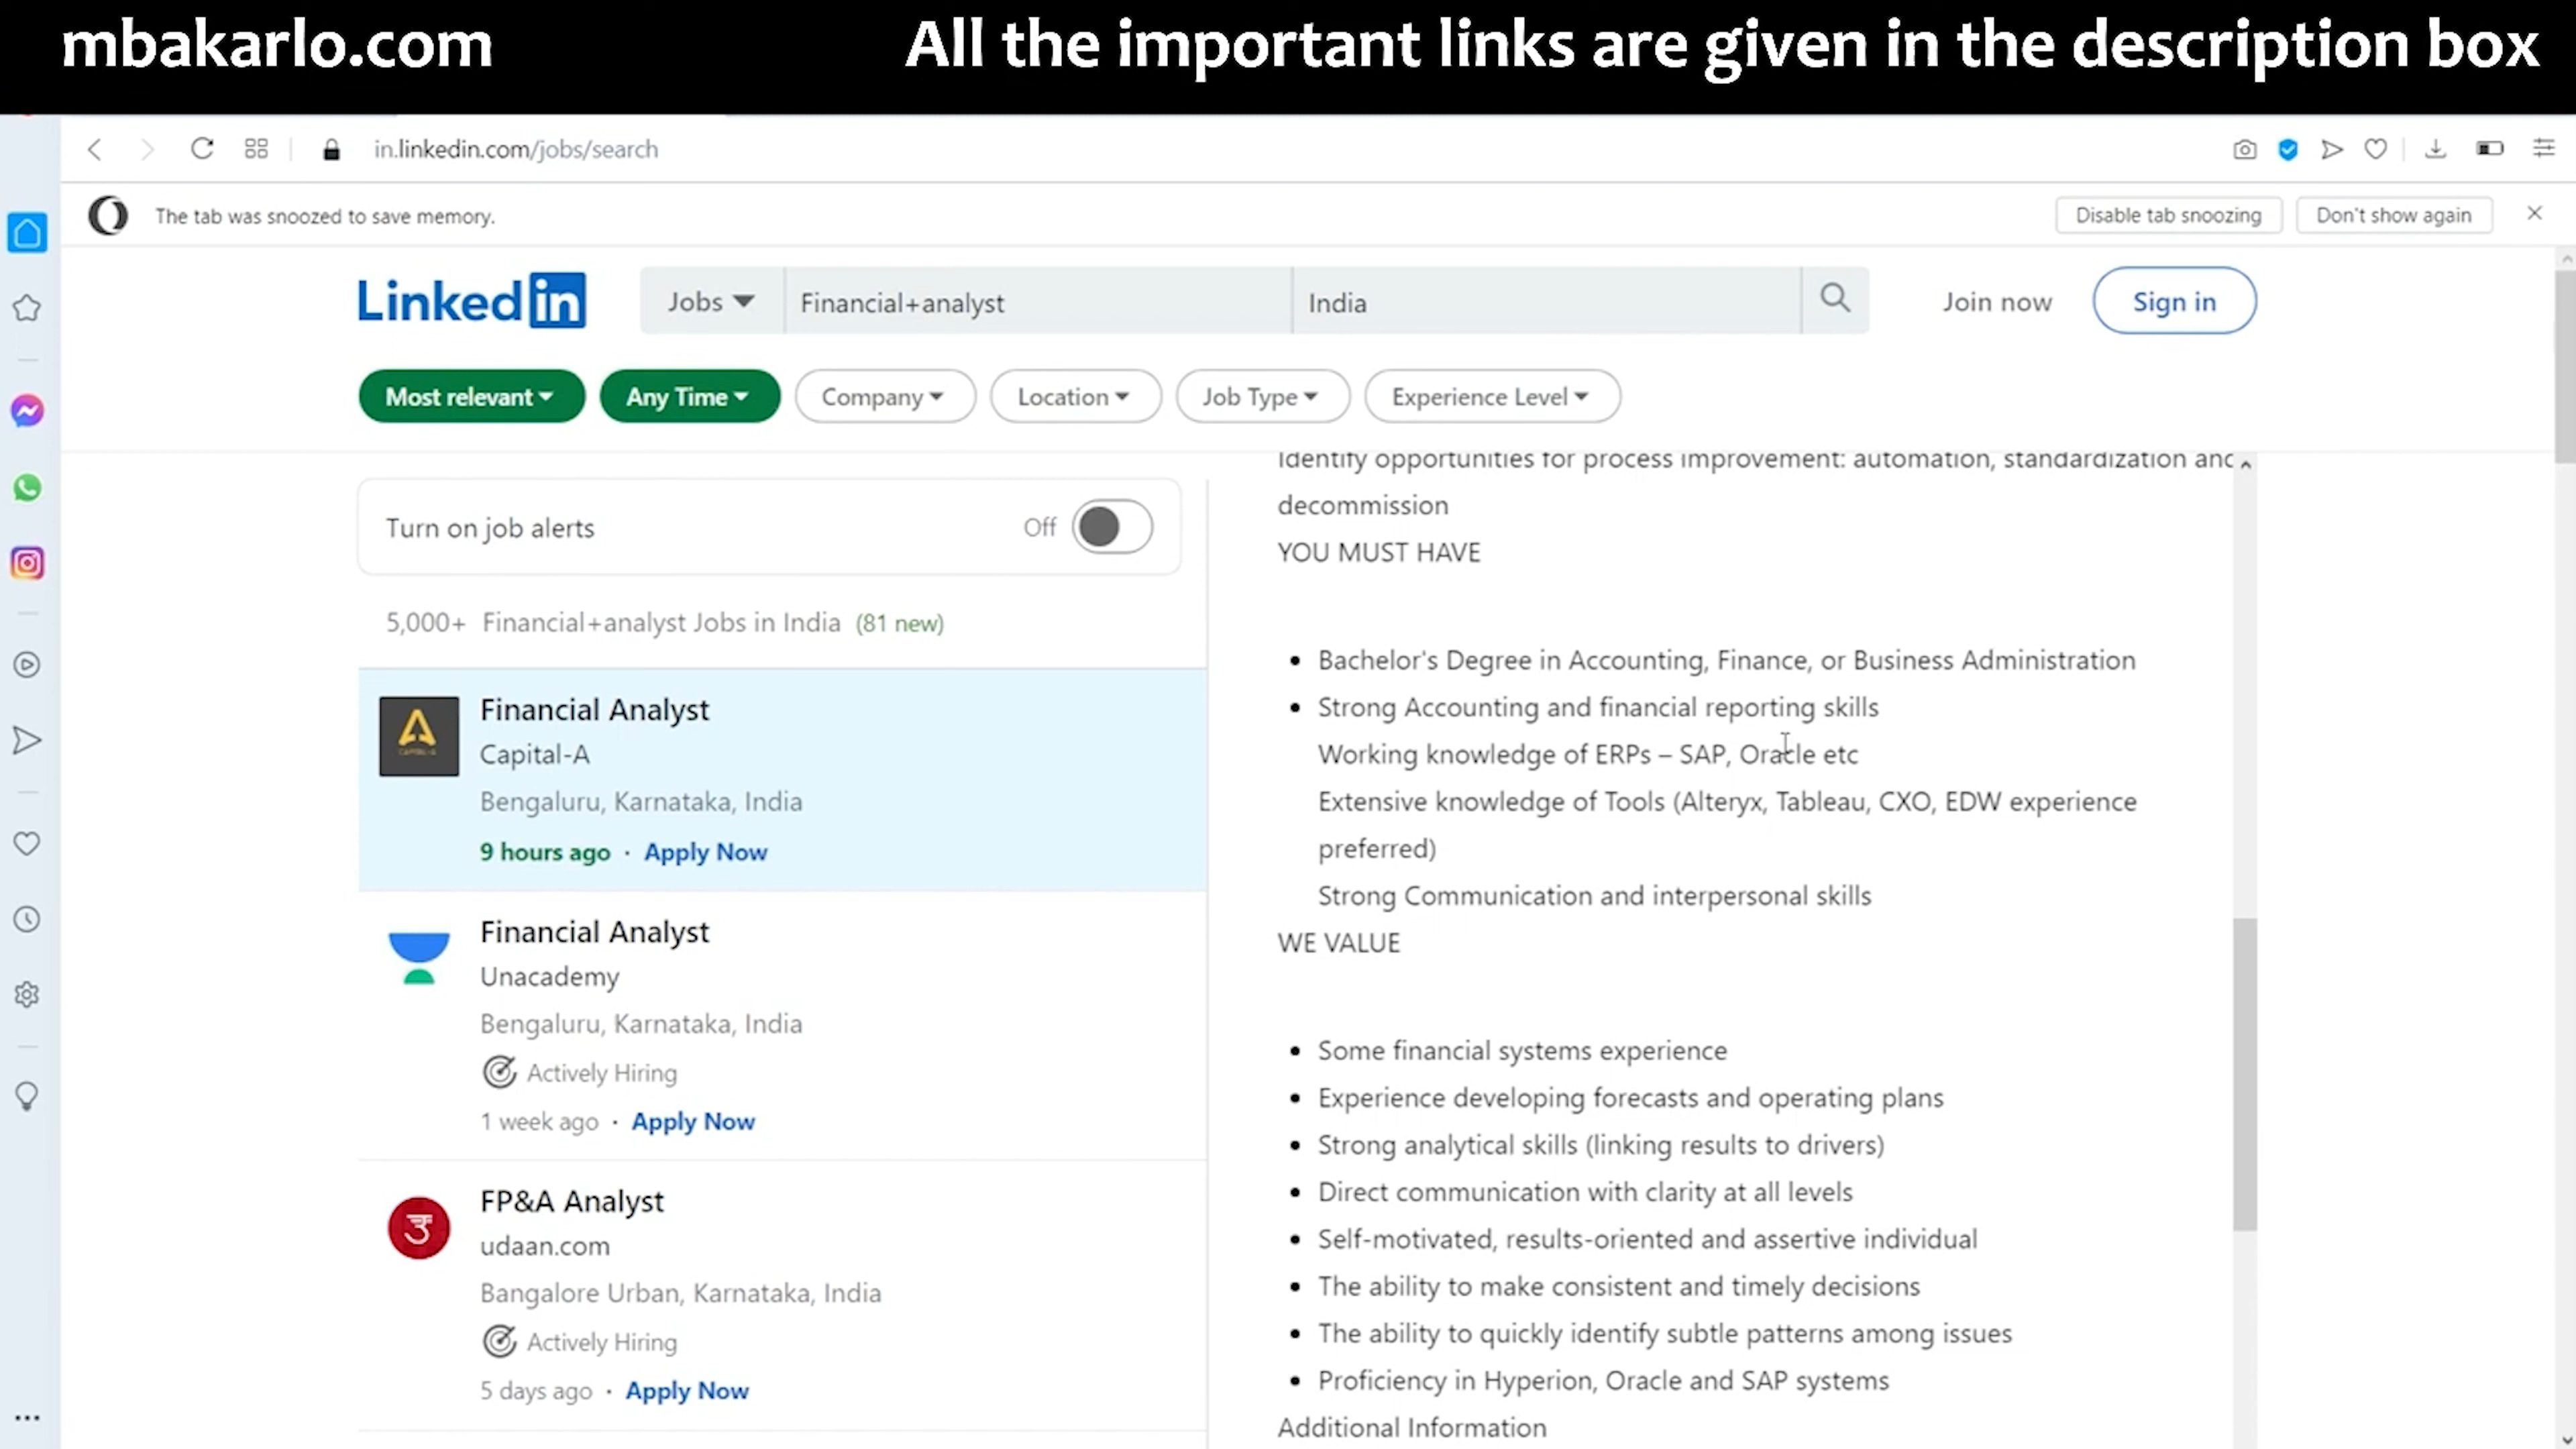 mbakarlo.com
All the important links are given in the description box
in.linkedin.com/jobs/search
The tab was snoozed to save memory.
Disable tab snoozing
Don't show again
Linked in
Jobs
Financial+analyst
India
Join now
Sign in
Most relevant
Any Time
Company
Location
Job Type
Experience Level
Turn on job alerts
Off
5,000+ Financial+analyst Jobs in India (81 new)
Financial Analyst
Capital-A
Bengaluru, Karnataka, India
9 hours ago · Apply Now
Financial Analyst
Unacademy
Bengaluru, Karnataka, India
Actively Hiring
1 week ago · Apply Now
FP&A Analyst
udaan.com
Bangalore Urban, Karnataka, India
Actively Hiring
5 days ago · Apply Now
Identify opportunities for process improvement: automation, standardization and
decommission
YOU MUST HAVE
• Bachelor's Degree in Accounting, Finance, or Business Administration
• Strong Accounting and financial reporting skills
Working knowledge of ERPs – SAP, Oracle etc
Extensive knowledge of Tools (Alteryx, Tableau, CXO, EDW experience
preferred)
Strong Communication and interpersonal skills
WE VALUE
• Some financial systems experience
• Experience developing forecasts and operating plans
• Strong analytical skills (linking results to drivers)
• Direct communication with clarity at all levels
• Self-motivated, results-oriented and assertive individual
• The ability to make consistent and timely decisions
• The ability to quickly identify subtle patterns among issues
• Proficiency in Hyperion, Oracle and SAP systems
Additional Information